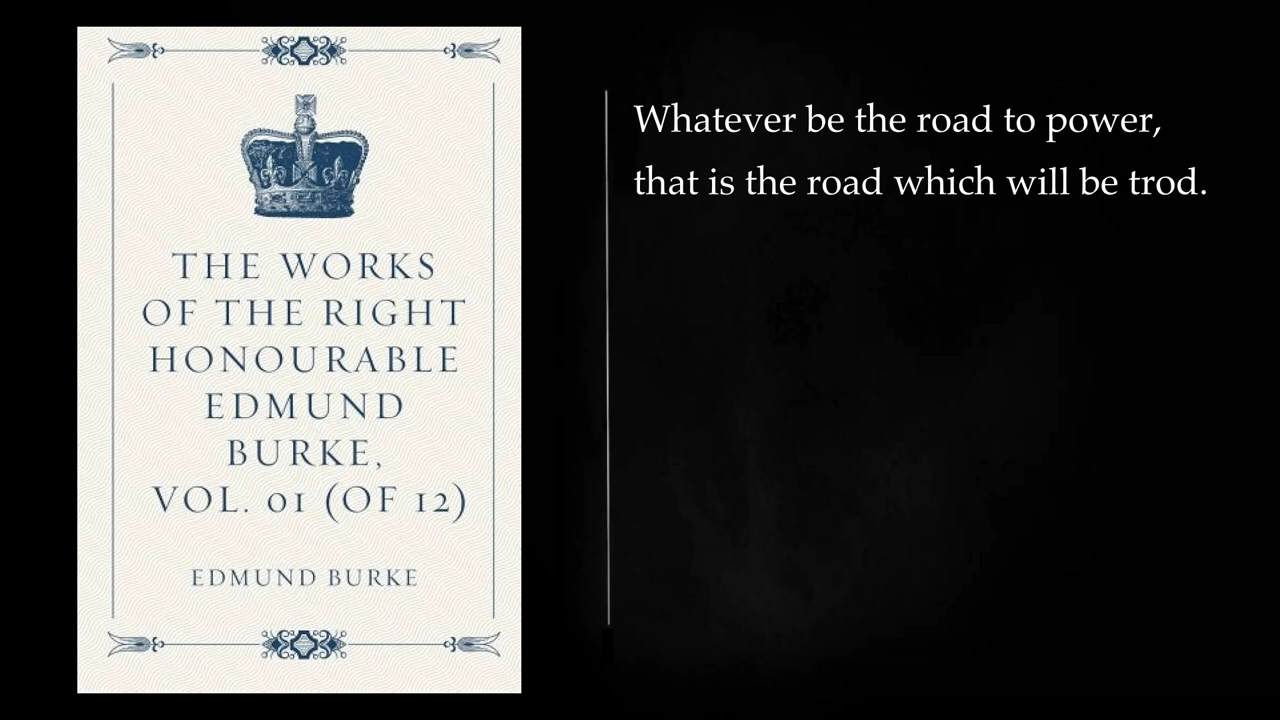 THE WORKS
OF THE RIGHT
HONOURABLE
EDMUND
BURKE,
VOL. 01 (OF 12)
EDMUND BURKE
Whatever be the road to power,
that is the road which will be trod.